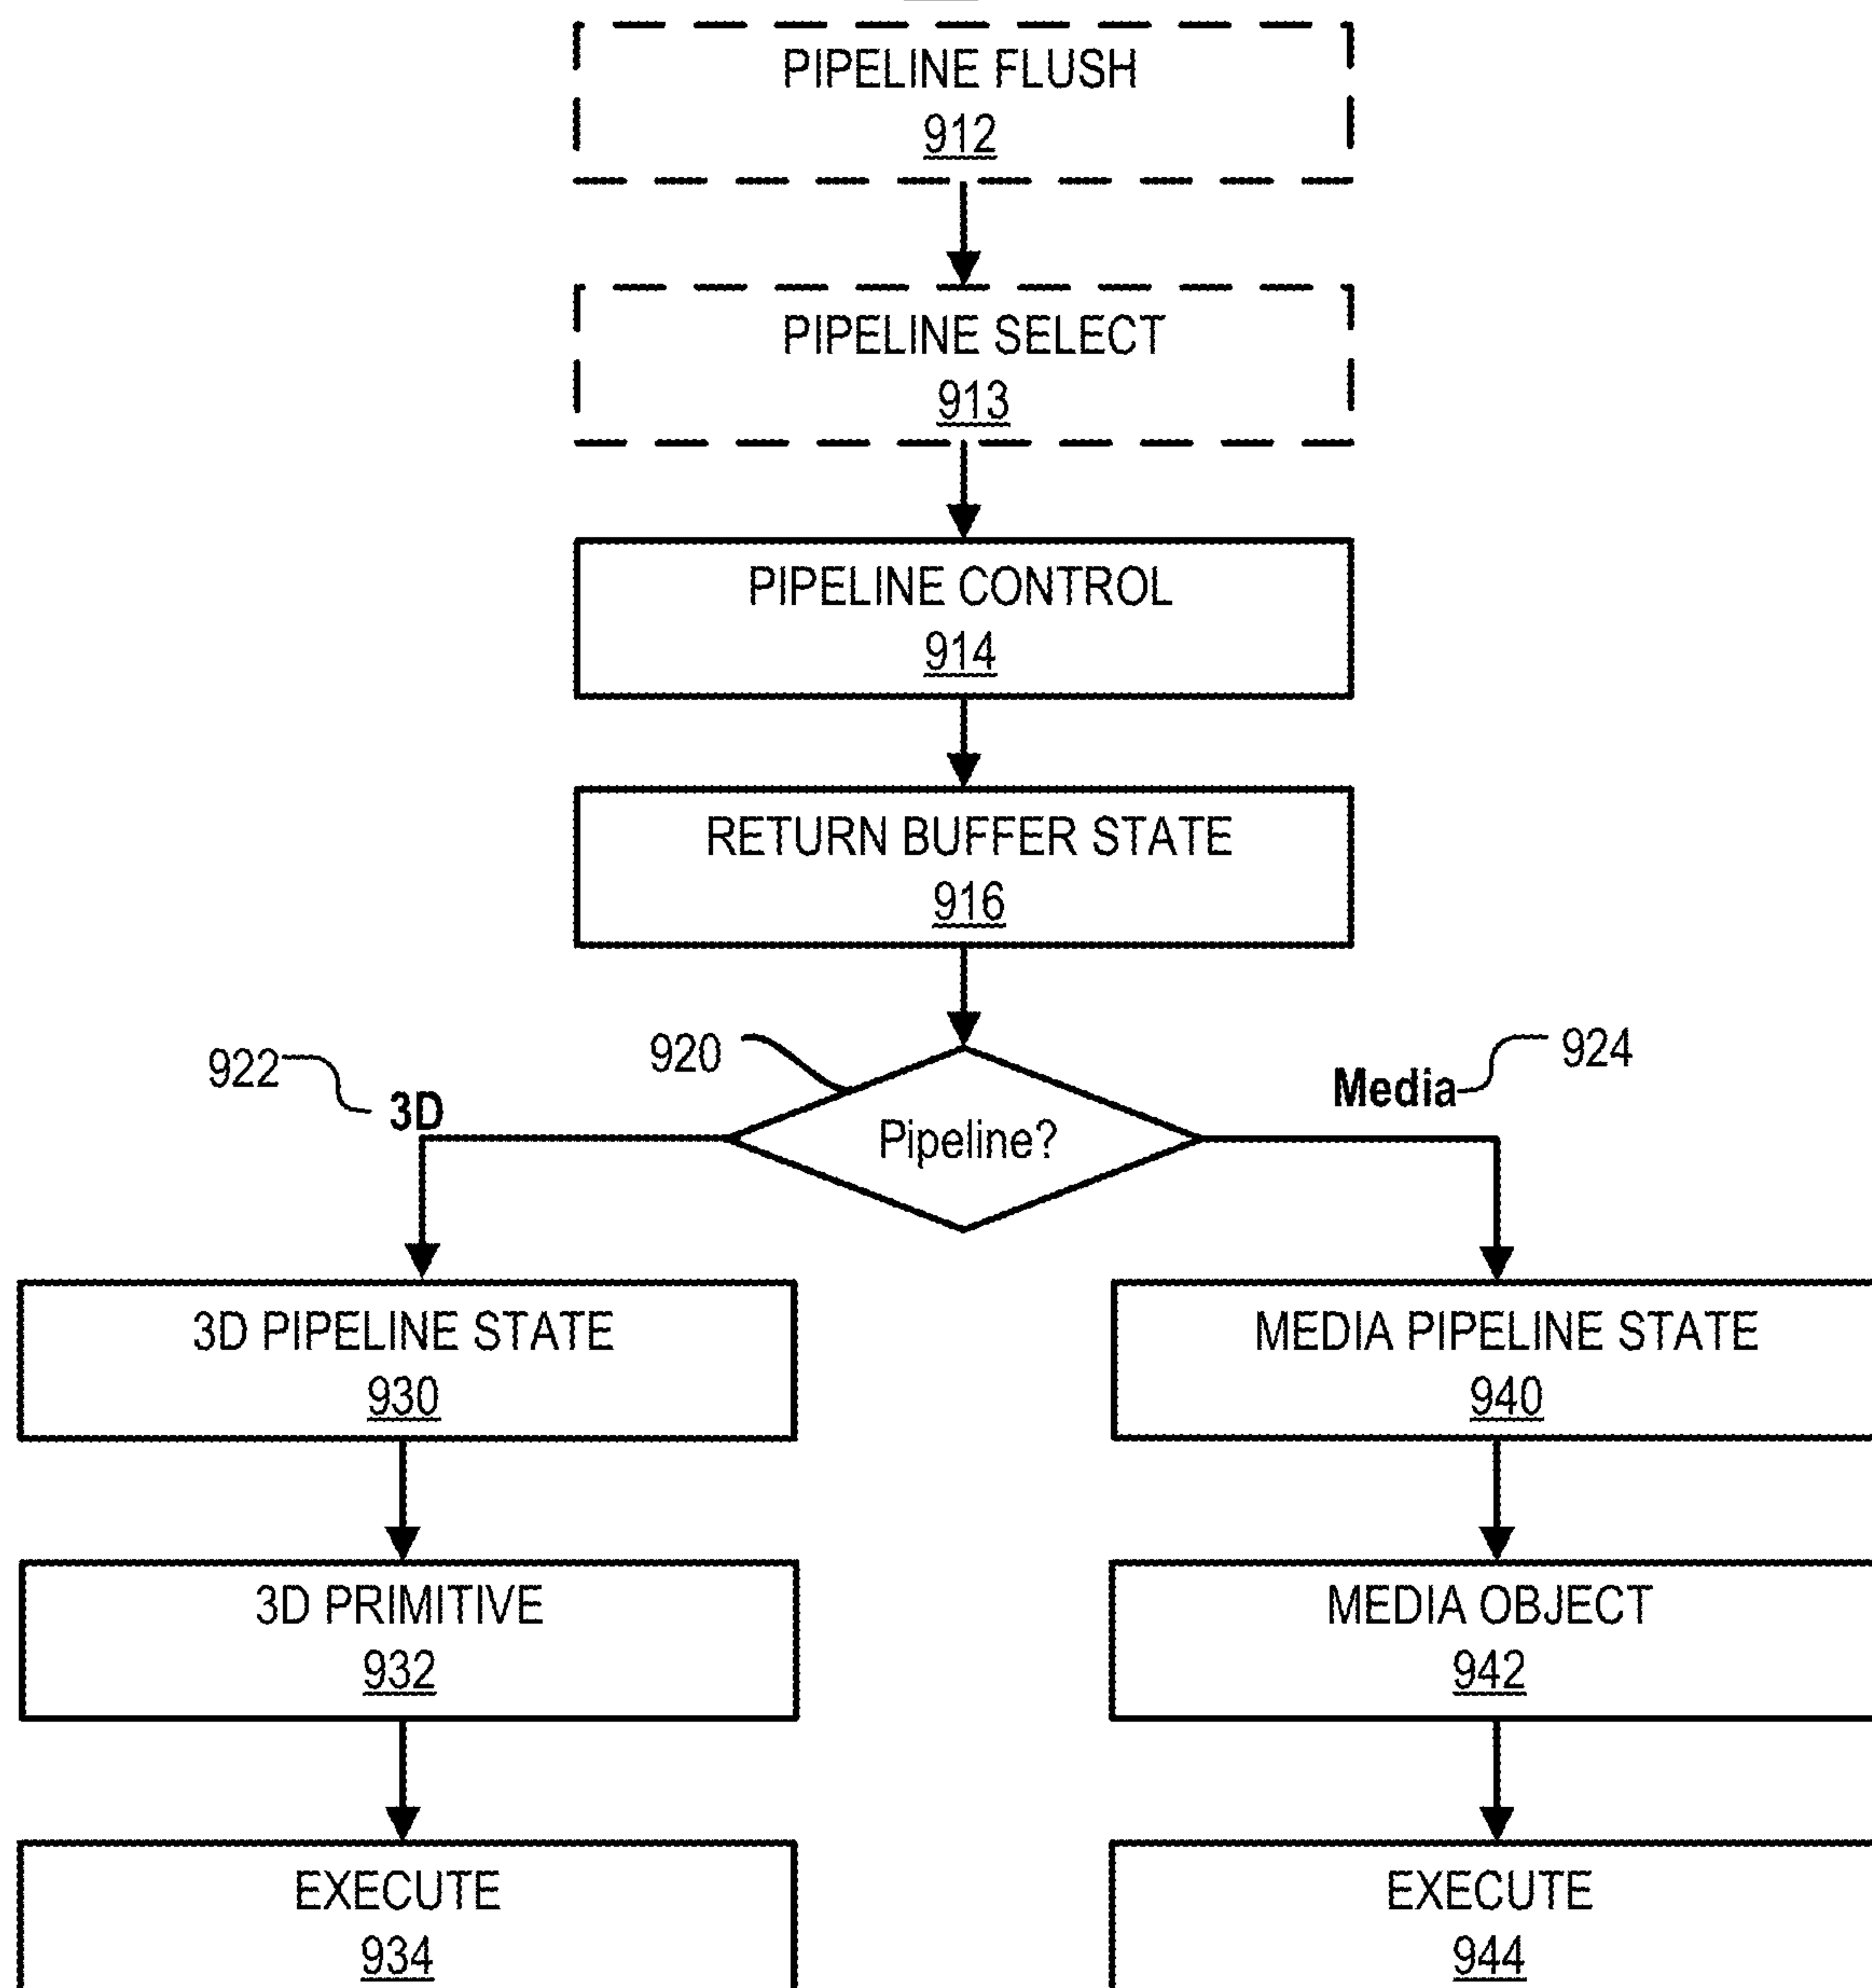 PIPELINE FLUSH
912
PIPELINE SELECT
913
PIPELINE CONTROL
914
RETURN BUFFER STATE
916
922
3D
920
Pipeline?
Media
924
3D PIPELINE STATE
930
MEDIA PIPELINE STATE
940
3D PRIMITIVE
932
MEDIA OBJECT
942
EXECUTE
934
EXECUTE
944